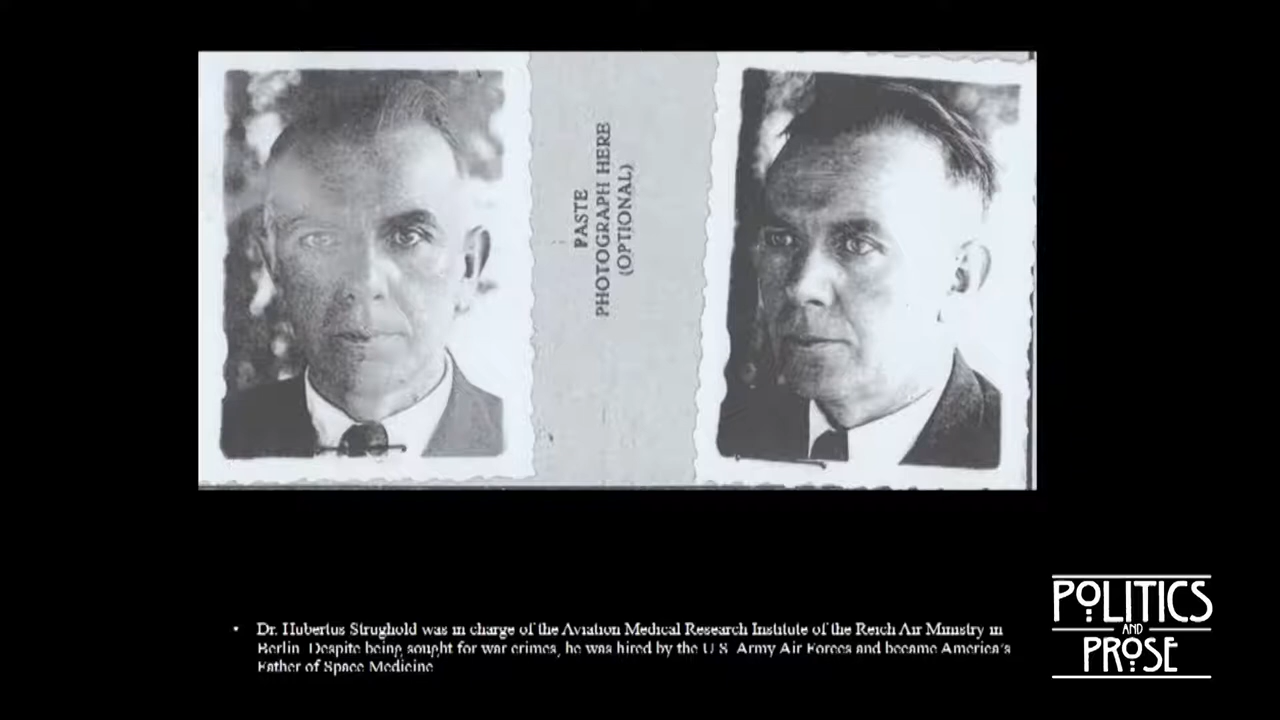 PASTE
PHOTOGRAPH HERE
(OPTIONAL)
• Dr. Hubertus Strughold was in charge of the Aviation Medical Research Institute of the Reich Air Ministry in
Berlin. Despite being sought for war crimes, he was hired by the U.S. Army Air Forces and became America's
Father of Space Medicine
POLITICS
AND
PROSE